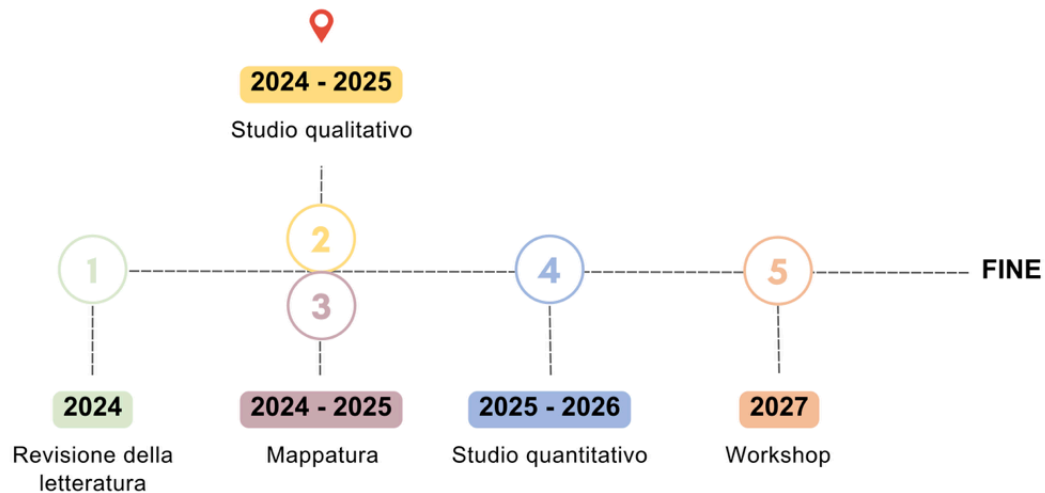 2024 - 2025
Studio qualitativo
1
2
3
4
5
FINE
2024
Revisione della
letteratura
2024 - 2025
Mappatura
2025 - 2026
Studio quantitativo
2027
Workshop